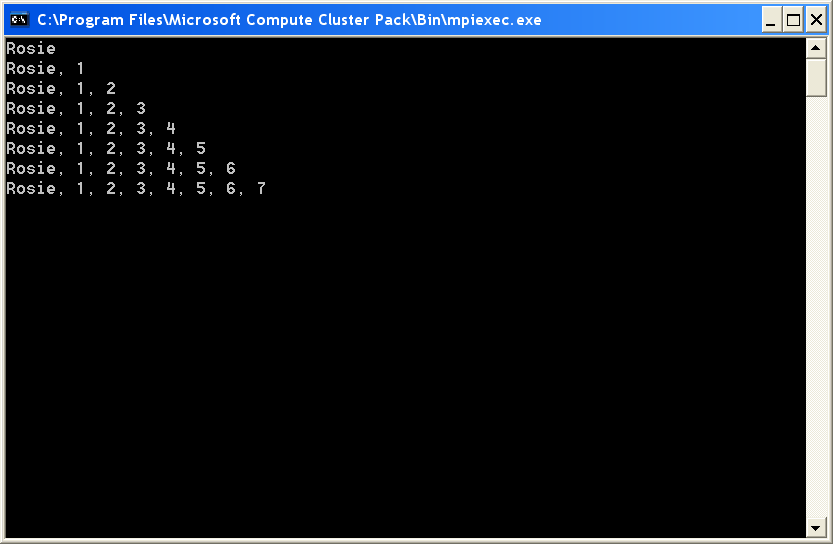 C:\Program Files\Microsoft Compute Cluster Pack\Bin\mpiexec.exe
Rosie
Rosie, 1
Rosie, 1, 2
Rosie, 1, 2, 3
Rosie, 1, 2, 3, 4
Rosie, 1, 2, 3, 4, 5
Rosie, 1, 2, 3, 4, 5, 6
Rosie, 1, 2, 3, 4, 5, 6, 7